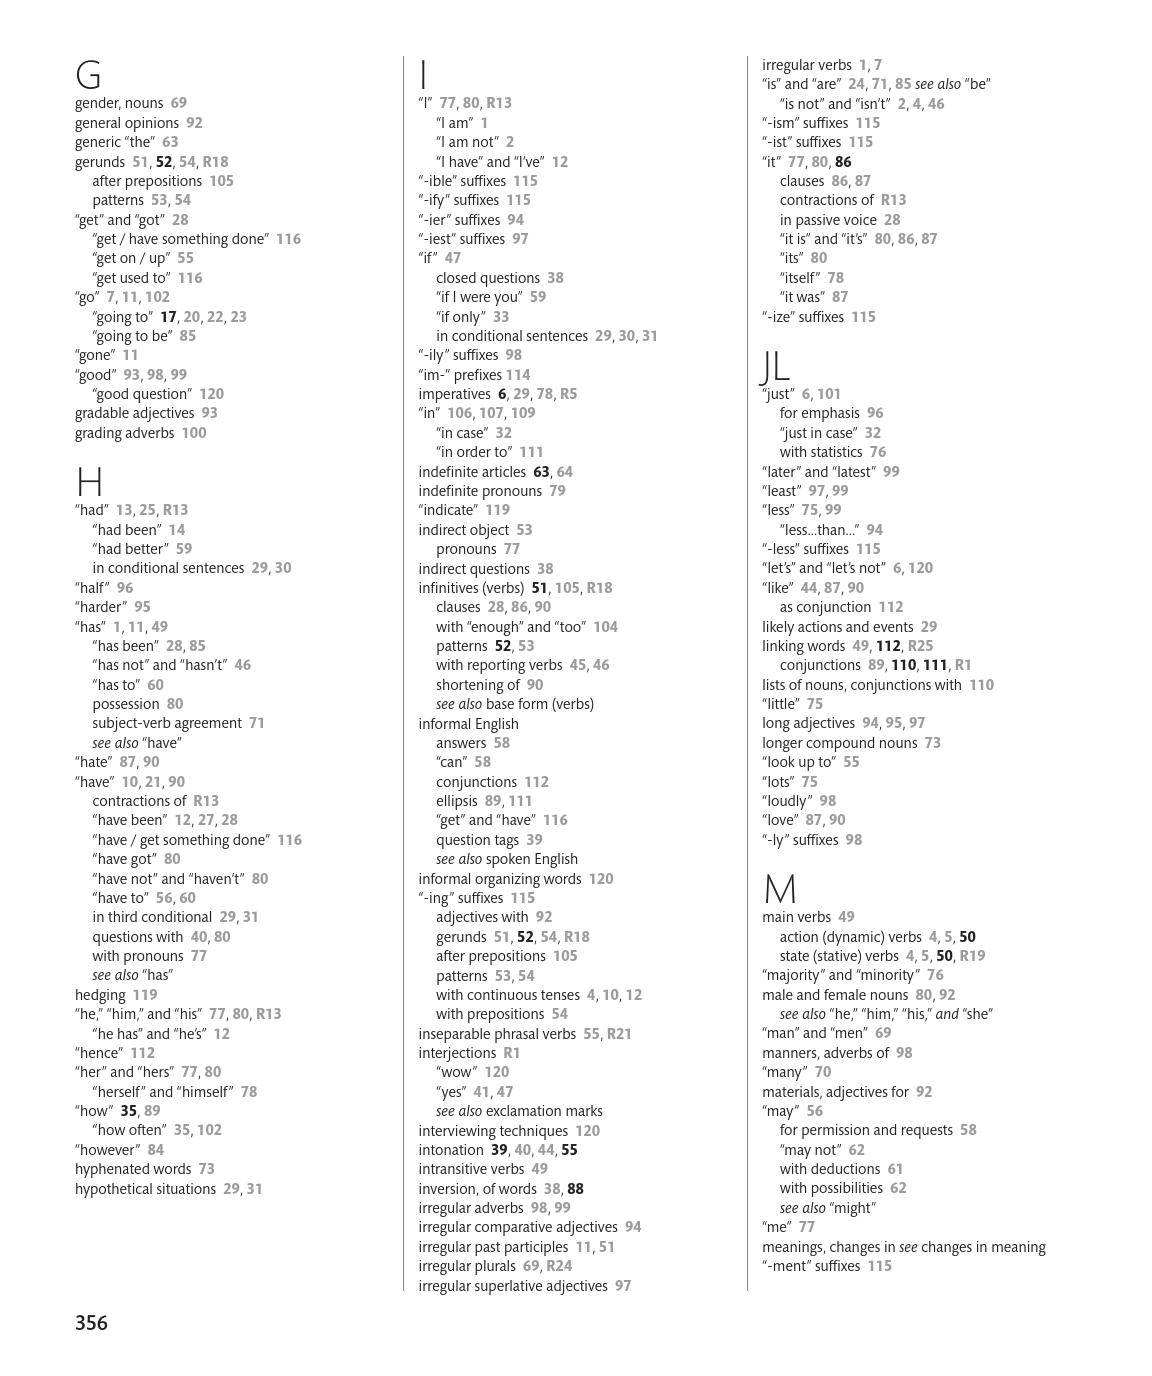 G
gender, nouns 69
general opinions 92
generic “the” 63
gerunds 51, 52, 54, R18
after prepositions 105
patterns 53, 54
“get” and “got” 28
“get / have something done” 116
“get on / up” 55
“get used to” 116
“go” 7, 11, 102
“going to” 17, 20, 22, 23
“going to be” 85
“gone” 11
“good” 93, 98, 99
“good question” 120
gradable adjectives 93
grading adverbs 100
H
“had” 13, 25, R13
“had been” 14
“had better” 59
in conditional sentences 29, 30
“half” 96
“harder” 95
“has” 1, 11, 49
“has been” 28, 85
“has not” and “hasn’t” 46
“has to” 60
possession 80
subject-verb agreement 71
see also “have”
“hate” 87, 90
“have” 10, 21, 90
contractions of R13
“have been” 12, 27, 28
“have / get something done” 116
“have got” 80
“have not” and “haven’t” 80
“have to” 56, 60
in third conditional 29, 31
questions with 40, 80
with pronouns 77
see also “has”
hedging 119
“he,” “him,” and “his” 77, 80, R13
“he has” and “he’s” 12
“hence” 112
“her” and “hers” 77, 80
“herself” and “himself” 78
“how” 35, 89
“how often” 35, 102
“however” 84
hyphenated words 73
hypothetical situations 29, 31
I
“I” 77, 80, R13
“I am” 1
“I am not” 2
“I have” and “I’ve” 12
“-ible” suffixes 115
“-ify” suffixes 115
“-ier” suffixes 94
“-iest” suffixes 97
“if” 47
closed questions 38
“if I were you” 59
“if only” 33
in conditional sentences 29, 30, 31
“-ily” suffixes 98
“im-” prefixes 114
imperatives 6, 29, 78, R5
“in” 106, 107, 109
“in case” 32
“in order to” 111
indefinite articles 63, 64
indefinite pronouns 79
“indicate” 119
indirect object 53
pronouns 77
indirect questions 38
infinitives (verbs) 51, 105, R18
clauses 28, 86, 90
with “enough” and “too” 104
patterns 52, 53
with reporting verbs 45, 46
shortening of 90
see also base form (verbs)
informal English
answers 58
“can” 58
conjunctions 112
ellipsis 89, 111
“get” and “have” 116
question tags 39
see also spoken English
informal organizing words 120
“-ing” suffixes 115
adjectives with 92
gerunds 51, 52, 54, R18
after prepositions 105
patterns 53, 54
with continuous tenses 4, 10, 12
with prepositions 54
inseparable phrasal verbs 55, R21
interjections R1
“wow” 120
“yes” 41, 47
see also exclamation marks
interviewing techniques 120
intonation 39, 40, 44, 55
intransitive verbs 49
inversion, of words 38, 88
irregular adverbs 98, 99
irregular comparative adjectives 94
irregular past participles 11, 51
irregular plurals 69, R24
irregular superlative adjectives 97
irregular verbs 1, 7
“is” and “are” 24, 71, 85 see also “be”
“is not” and “isn’t” 2, 4, 46
“-ism” suffixes 115
“-ist” suffixes 115
“it” 77, 80, 86
clauses 86, 87
contractions of R13
in passive voice 28
“it is” and “it’s” 80, 86, 87
“its” 80
“itself” 78
“it was” 87
“-ize” suffixes 115
JL
“just” 6, 101
for emphasis 96
“just in case” 32
with statistics 76
“later” and “latest” 99
“least” 97, 99
“less” 75, 99
“less...than...” 94
“-less” suffixes 115
“let’s” and “let’s not” 6, 120
“like” 44, 87, 90
as conjunction 112
likely actions and events 29
linking words 49, 112, R25
conjunctions 89, 110, 111, R1
lists of nouns, conjunctions with 110
“little” 75
long adjectives 94, 95, 97
longer compound nouns 73
“look up to” 55
“lots” 75
“loudly” 98
“love” 87, 90
“-ly” suffixes 98
M
main verbs 49
action (dynamic) verbs 4, 5, 50
state (stative) verbs 4, 5, 50, R19
“majority” and “minority” 76
male and female nouns 80, 92
see also “he,” “him,” “his,” and “she”
“man” and “men” 69
manners, adverbs of 98
“many” 70
materials, adjectives for 92
“may” 56
for permission and requests 58
“may not” 62
with deductions 61
with possibilities 62
see also “might”
“me” 77
meanings, changes in see changes in meaning
“-ment” suffixes 115
356